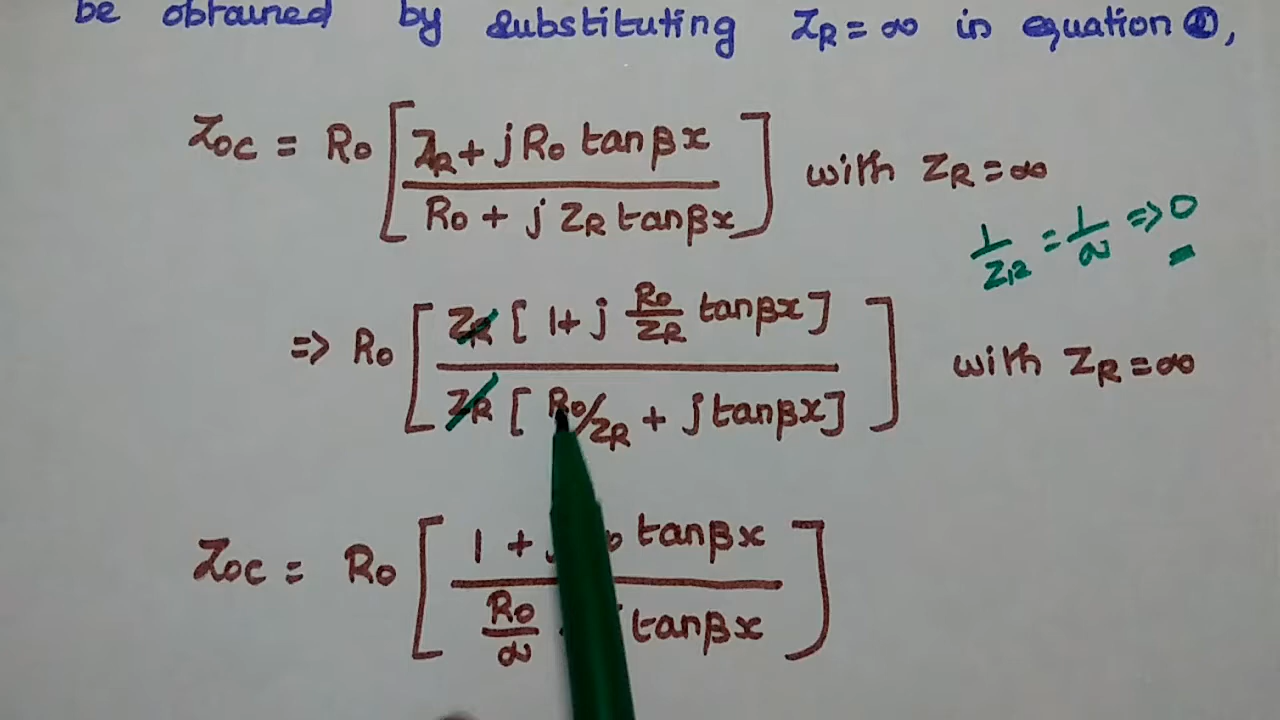 be obtained by substituting Z_R = ∞ in equation ①,
Z_OC = R_0 [ (Z_R + j R_0 tanβx) / (R_0 + j Z_R tanβx) ] with Z_R = ∞
1/Z_R = 1/∞ => 0
=> R_0 [ Z_R [ 1 + j R_0/Z_R tanβx ] / Z_R [ R_0/Z_R + j tanβx ] ] with Z_R = ∞
Z_OC = R_0 [ (1 + tanβx) / (R_0/∞ tanβx) ]